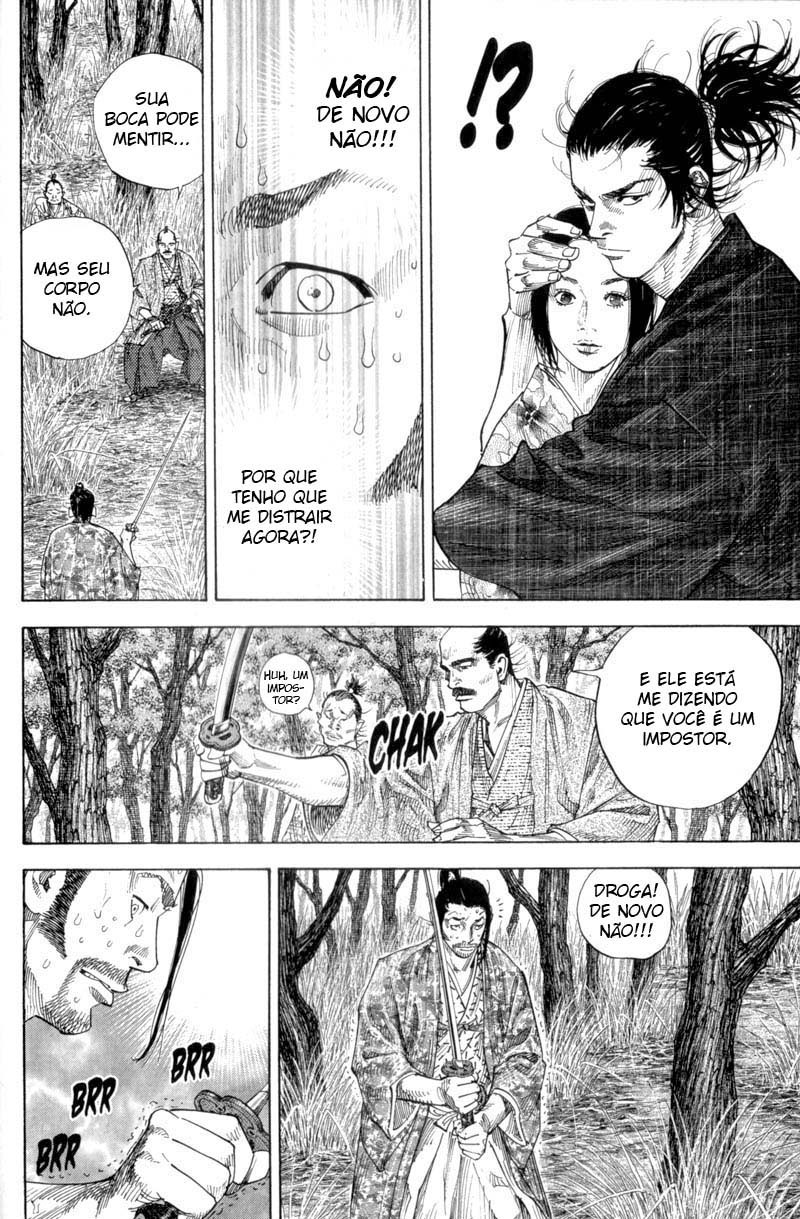 !?
NÃO!
DE NOVO
NÃO!!!
POR QUE
TENHO QUE
ME DISTRAIR
AGORA?!
SUA
BOCA PODE
MENTIR...
MAS SEU
CORPO
NÃO.
E ELE ESTÁ
ME DIZENDO
QUE VOCÊ É UM
IMPOSTOR.
CHAK
HUH, UM
IMPOS-
TOR?
DROGA!
DE NOVO
NÃO!!!
BRR
BRR
BRR